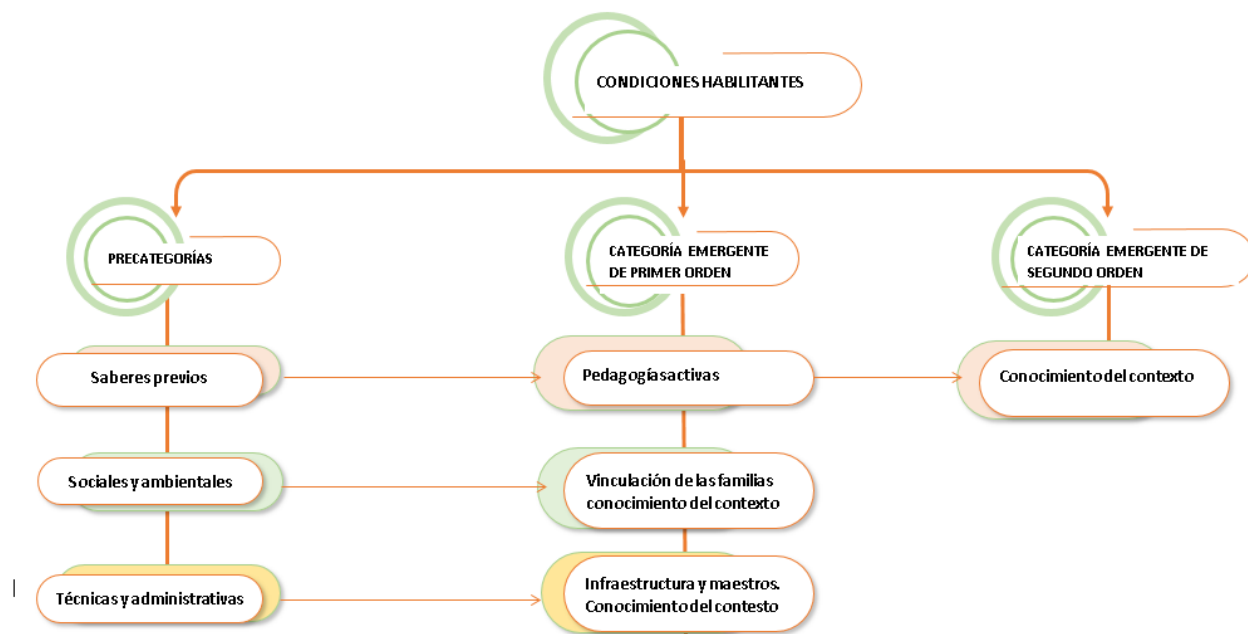 CONDICIONES HABILITANTES
PRECATEGORÍAS
CATEGORÍA EMERGENTE
DE PRIMER ORDEN
CATEGORÍA EMERGENTE DE
SEGUNDO ORDEN
Saberes previos
Pedagogías activas
Conocimiento del contexto
Sociales y ambientales
Vinculación de las familias
conocimiento del contexto
Técnicas y administrativas
Infraestructura y maestros.
Conocimiento del contesto